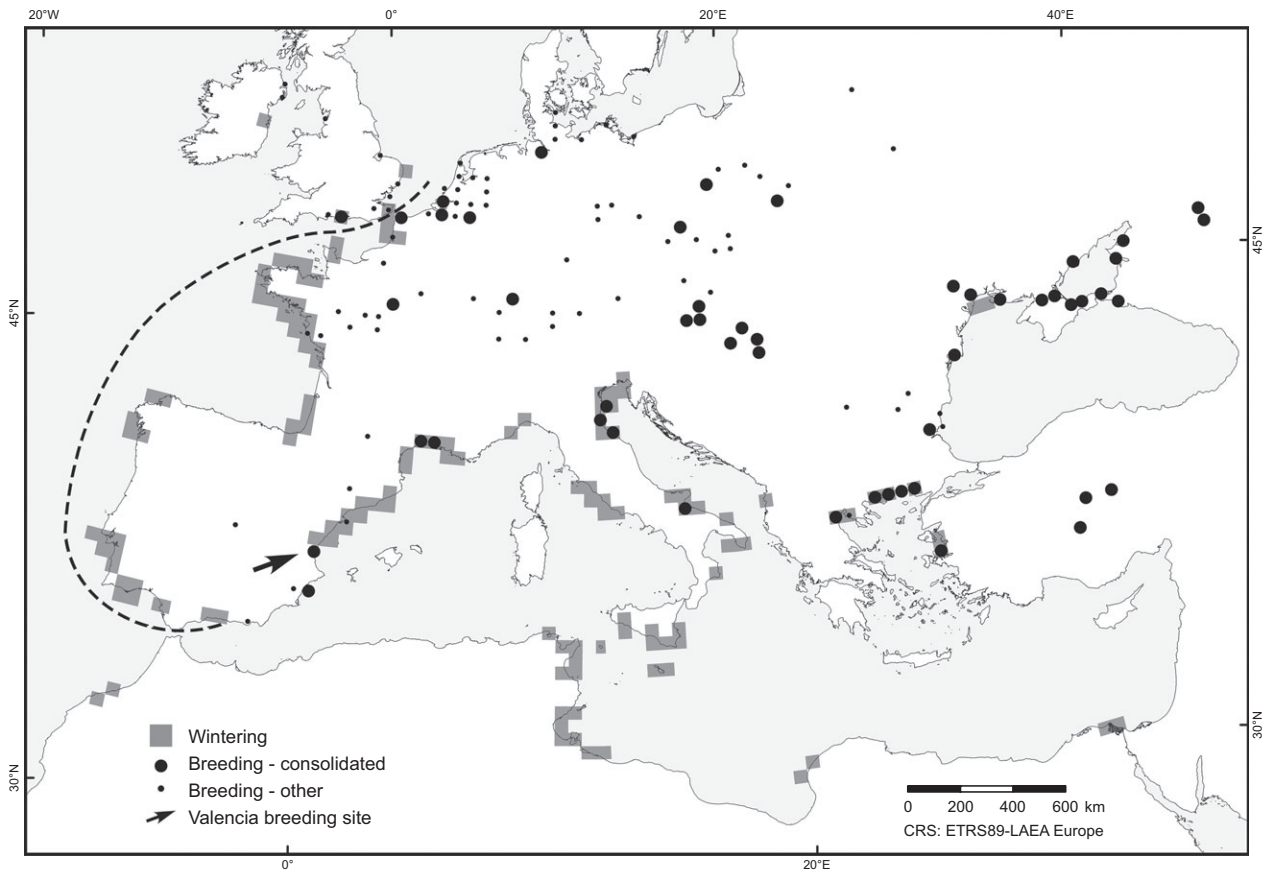 20°W 0° 20°E 40°E
45°N
45°N
30°N
30°N
Wintering
Breeding - consolidated
Breeding - other
Valencia breeding site
0 200 400 600 km
CRS: ETRS89-LAEA Europe
0° 20°E